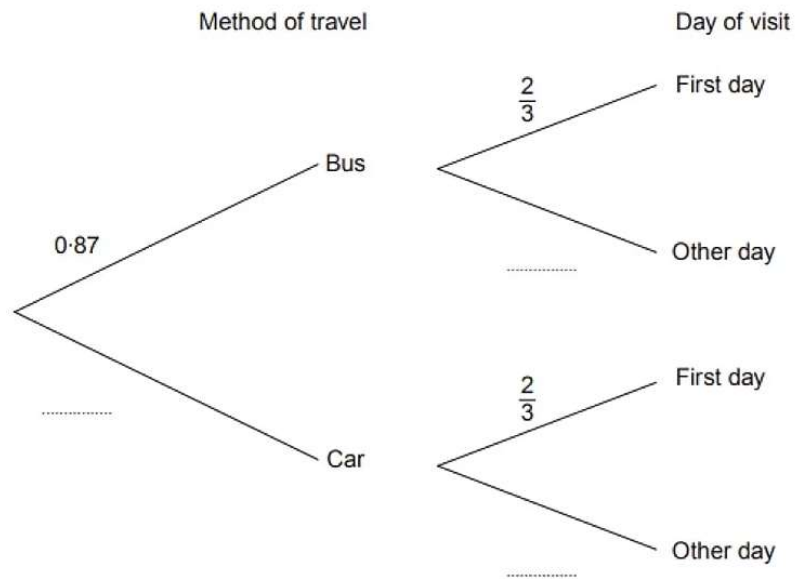 Method of travel
Day of visit
2/3
First day
Bus
0·87
Other day
2/3
First day
Car
Other day